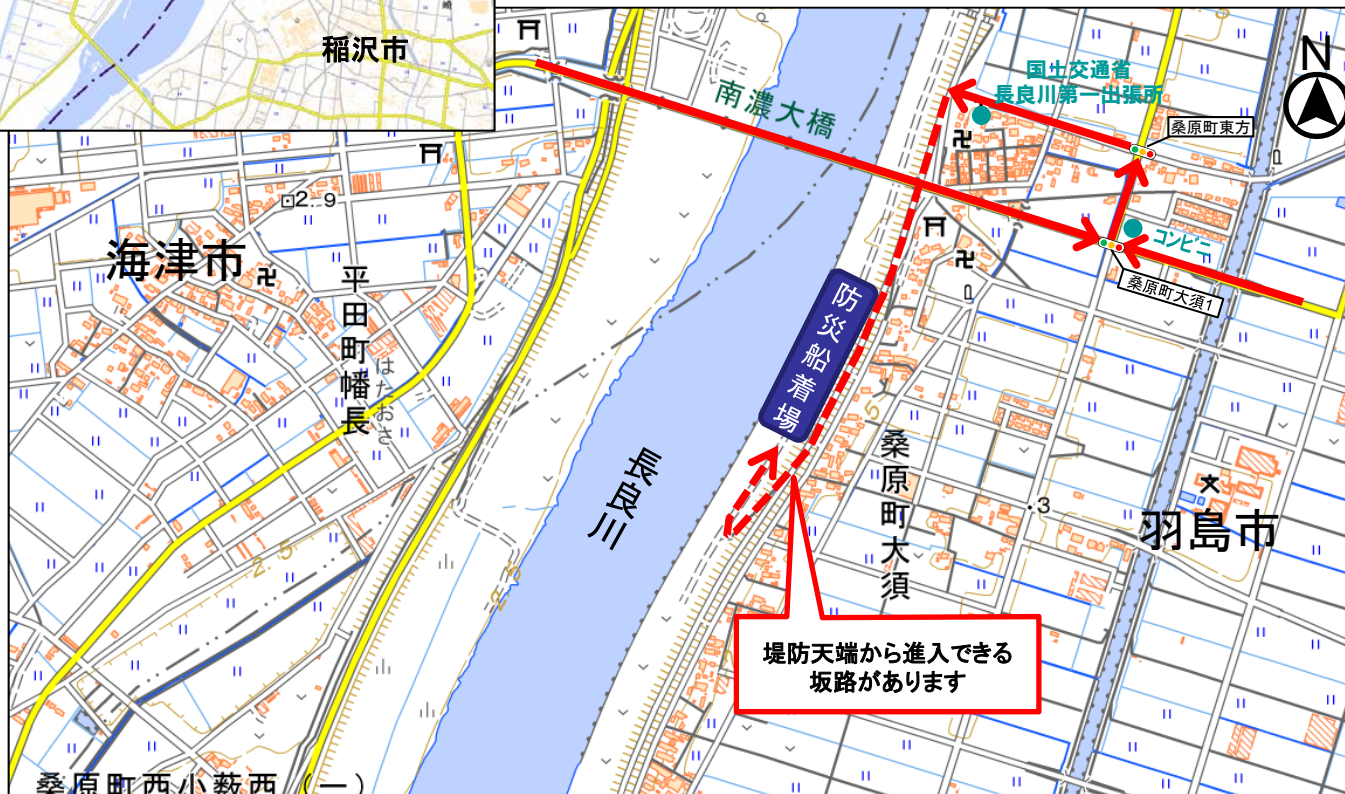 稲沢市
N
国土交通省
長良川第一出張所
南濃大橋
桑原町東方
2.9
海津市
コンビニ
平田町幡長
はたおさ
桑原町大須1
防災船着場
5
長良川
桑原町大須
.3
羽島市
2.5
2.5
堤防天端から進入できる
坂路があります
桑原町西小薮西(一)